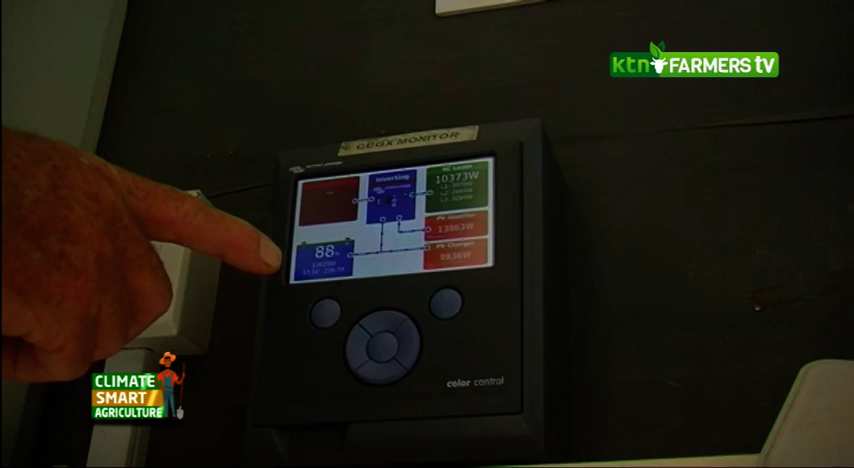 ktn FARMERS TV
CCGX MONITOR
Inverting
AC Loads
10373W
PV Inverter
13863W
88%
PV Charger
9836W
color control
CLIMATE
SMART
AGRICULTURE